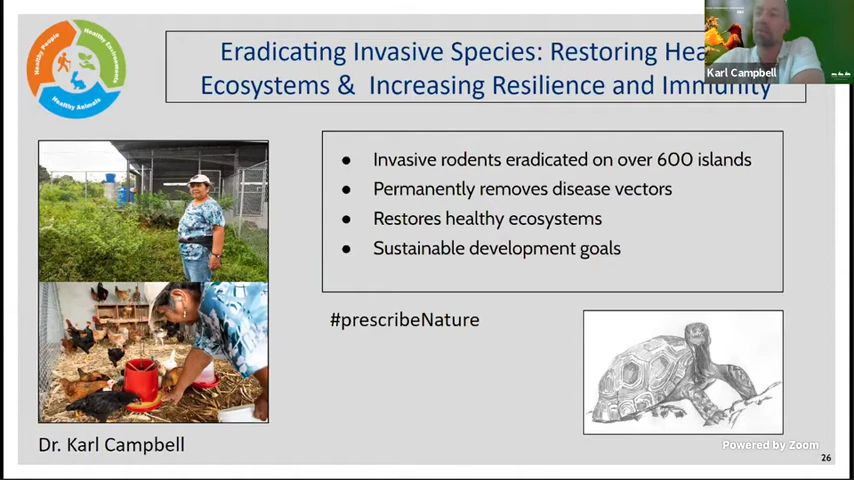 Healthy People
Healthy Environments
Healthy Animals
Eradicating Invasive Species: Restoring Hea
Ecosystems & Increasing Resilience and Immunity
Karl Campbell
● Invasive rodents eradicated on over 600 islands
● Permanently removes disease vectors
● Restores healthy ecosystems
● Sustainable development goals
#prescribeNature
Dr. Karl Campbell
Powered by Zoom
26